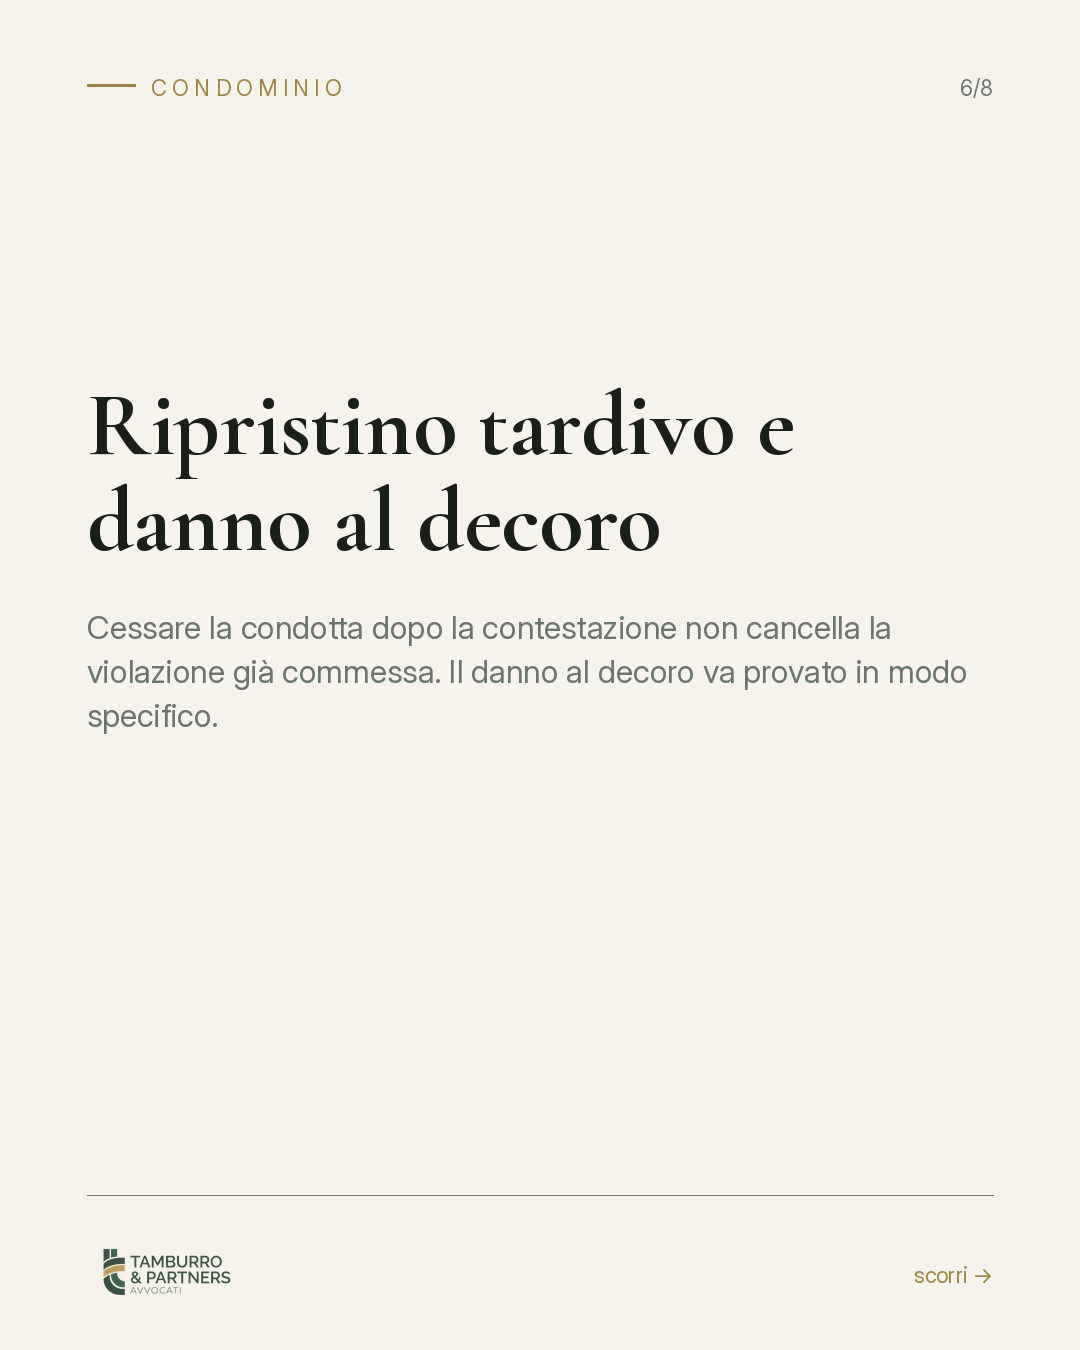 CONDOMINIO
6/8
Ripristino tardivo e
danno al decoro
Cessare la condotta dopo la contestazione non cancella la
violazione già commessa. Il danno al decoro va provato in modo
specifico.
TAMBURRO
& PARTNERS
AVVOCATI
scorri →